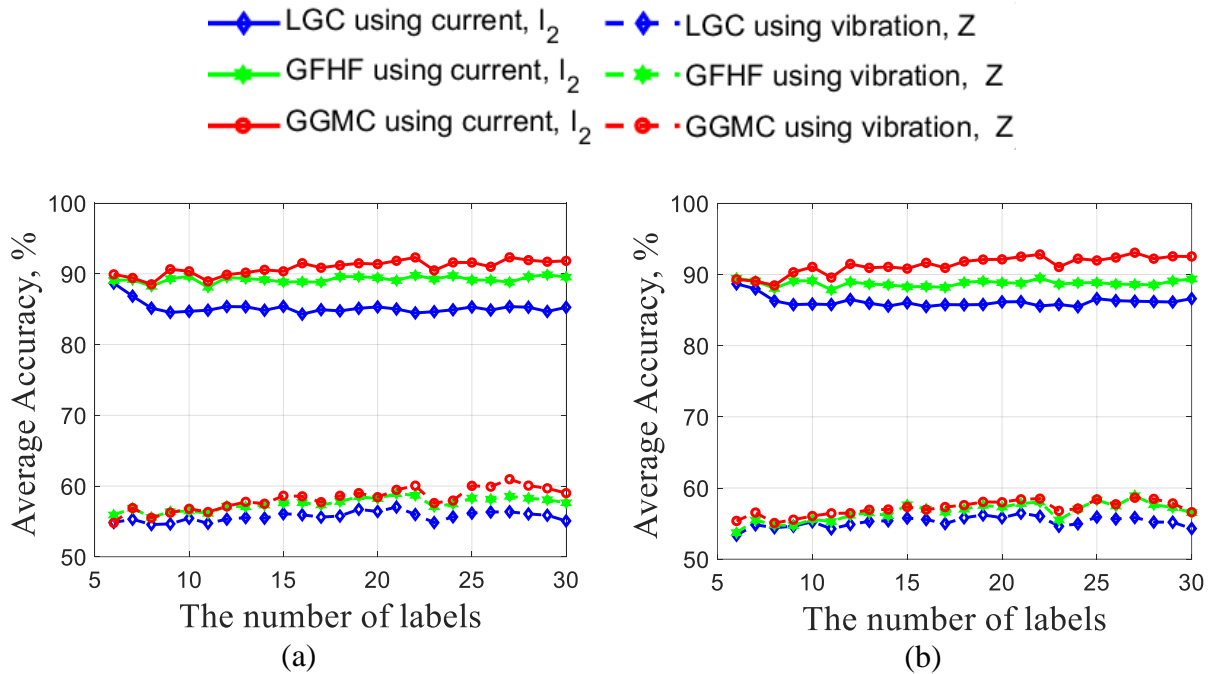 LGC using current, I2
LGC using vibration, Z
GFHF using current, I2
GFHF using vibration, Z
GGMC using current, I2
GGMC using vibration, Z
100
90
80
70
60
50
Average Accuracy, %
5 10 15 20 25 30
The number of labels
(a)
100
90
80
70
60
50
Average Accuracy, %
5 10 15 20 25 30
The number of labels
(b)